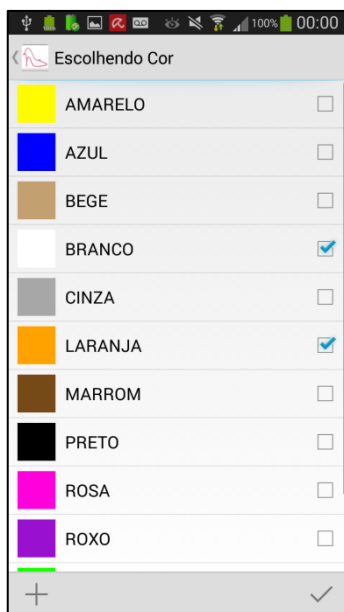 100% 00:00
Escolhendo Cor
AMARELO
AZUL
BEGE
BRANCO
CINZA
LARANJA
MARROM
PRETO
ROSA
ROXO